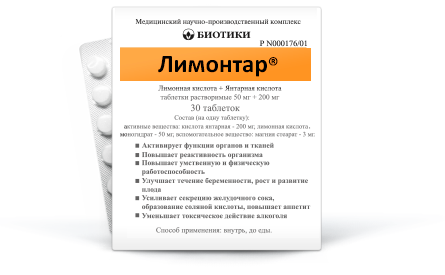 Медицинский научно-производственный комплекс
БИОТИКИ
Р N000176/01
Лимонтар®
Лимонная кислота + Янтарная кислота
таблетки растворимые 50 мг + 200 мг
30 таблеток
Состав (на одну таблетку):
активные вещества: кислота янтарная - 200 мг, лимонная кислота,
моногидрат - 50 мг; вспомогательное вещество: магния стеарат - 3 мг.
Активирует функции органов и тканей
Повышает реактивность организма
Повышает умственную и физическую
работоспособность
Улучшает течение беременности, рост и развитие
плода
Усиливает секрецию желудочного сока,
образование соляной кислоты, повышает аппетит
Уменьшает токсическое действие алкоголя
Способ применения: внутрь, до еды.